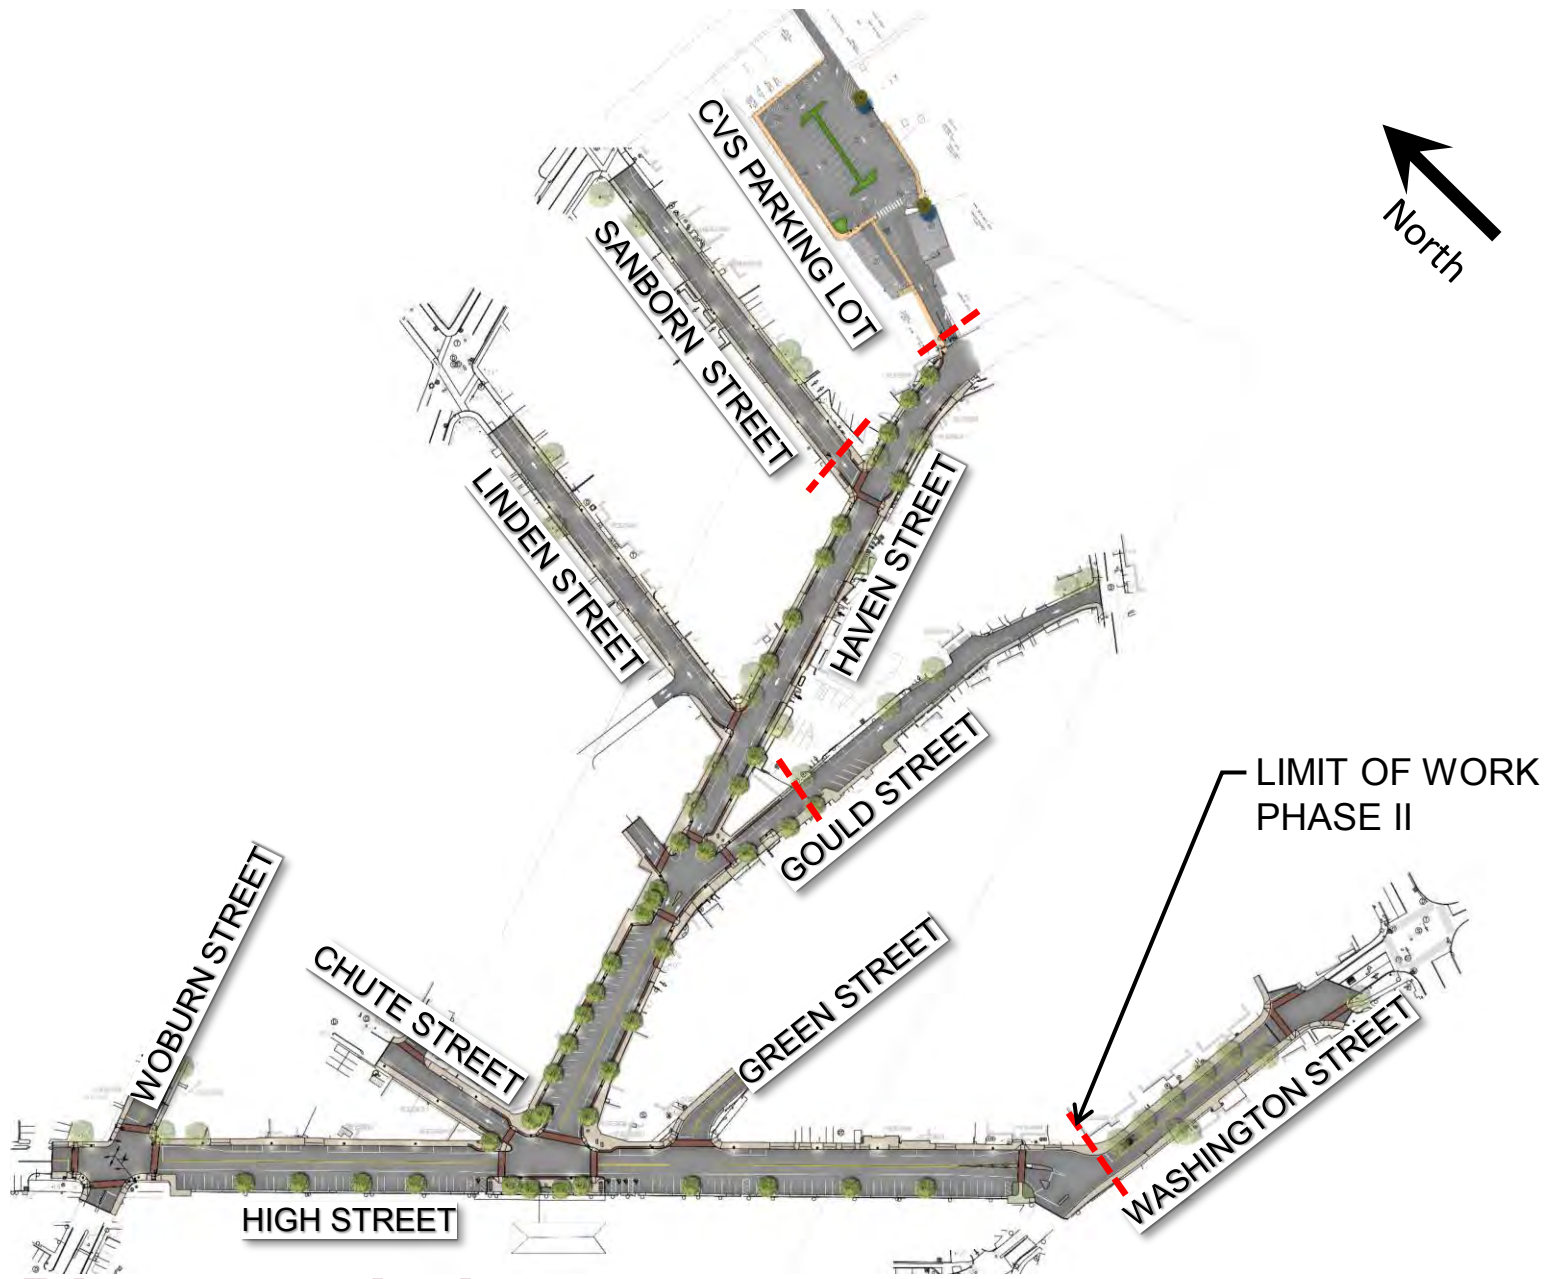 CVS PARKING LOT
North
SANBORN STREET
LINDEN STREET
HAVEN STREET
GOULD STREET
LIMIT OF WORK
PHASE II
WOBURN STREET
CHUTE STREET
GREEN STREET
WASHINGTON STREET
HIGH STREET